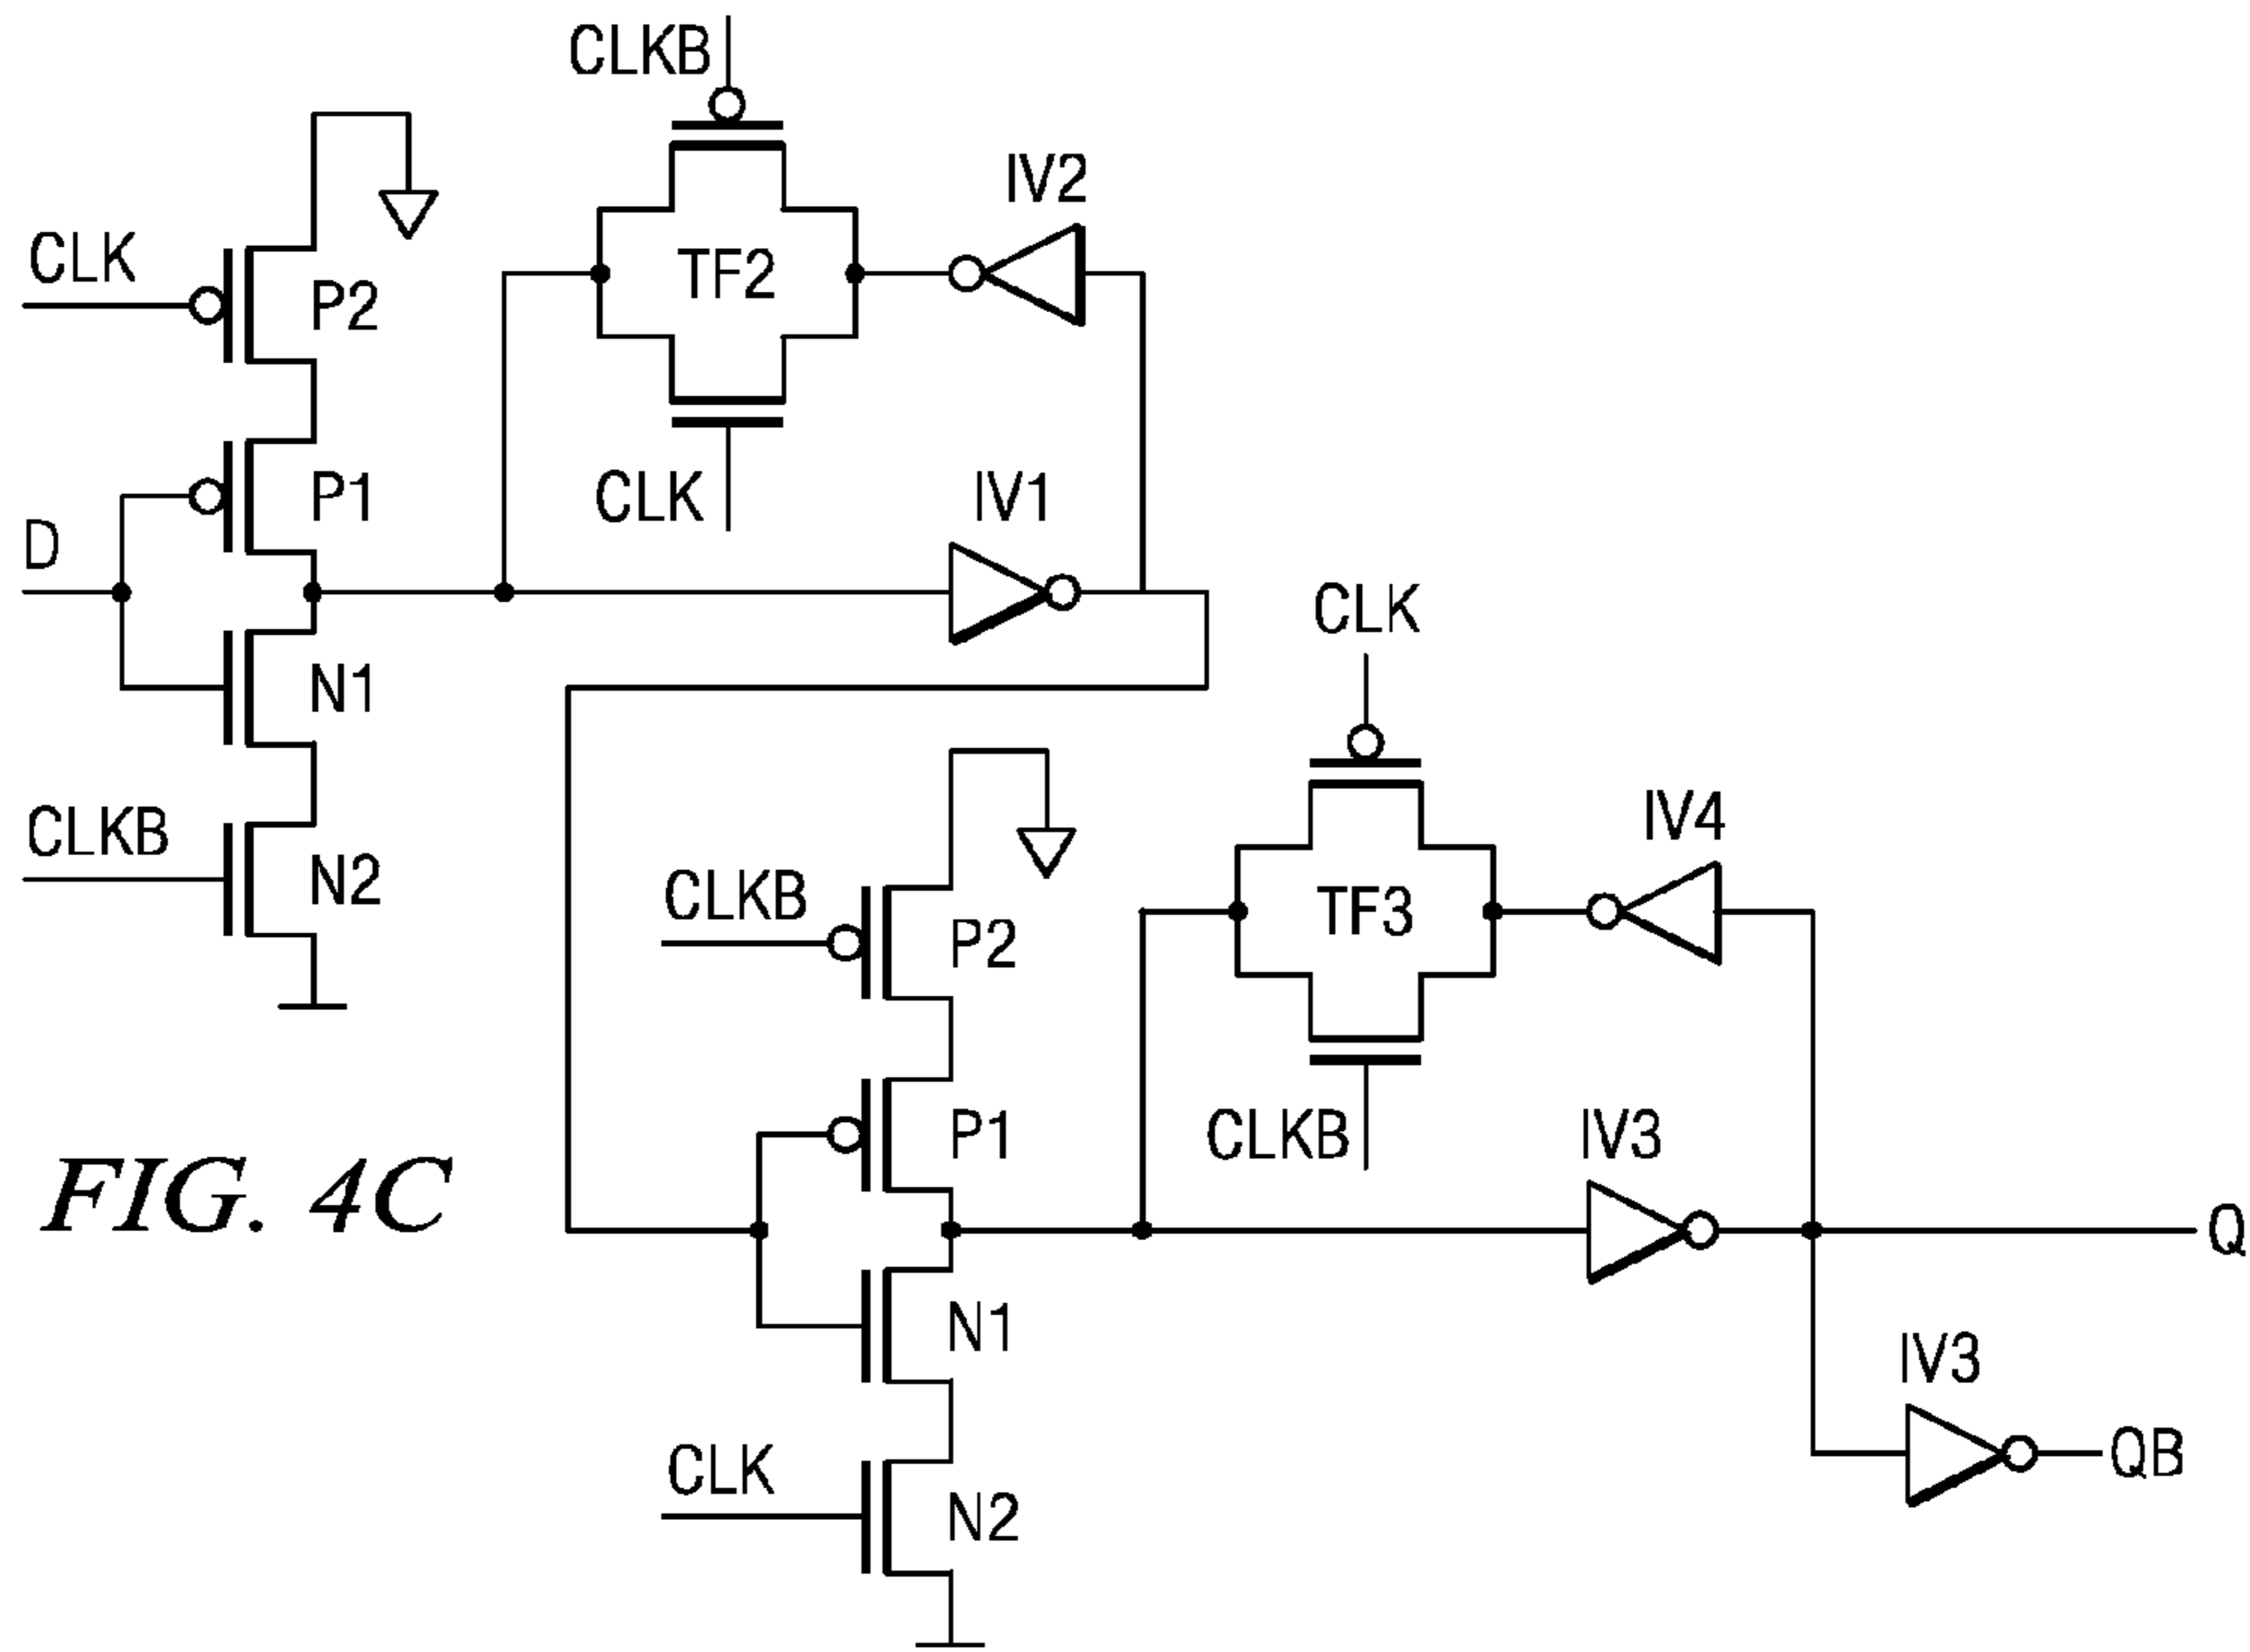 CLKB
IV2
CLK
P2
TF2
P1
CLK
IV1
D
CLK
N1
CLKB
N2
IV4
CLKB
P2
TF3
P1
CLKB
IV3
FIG. 4C
Q
N1
IV3
QB
CLK
N2